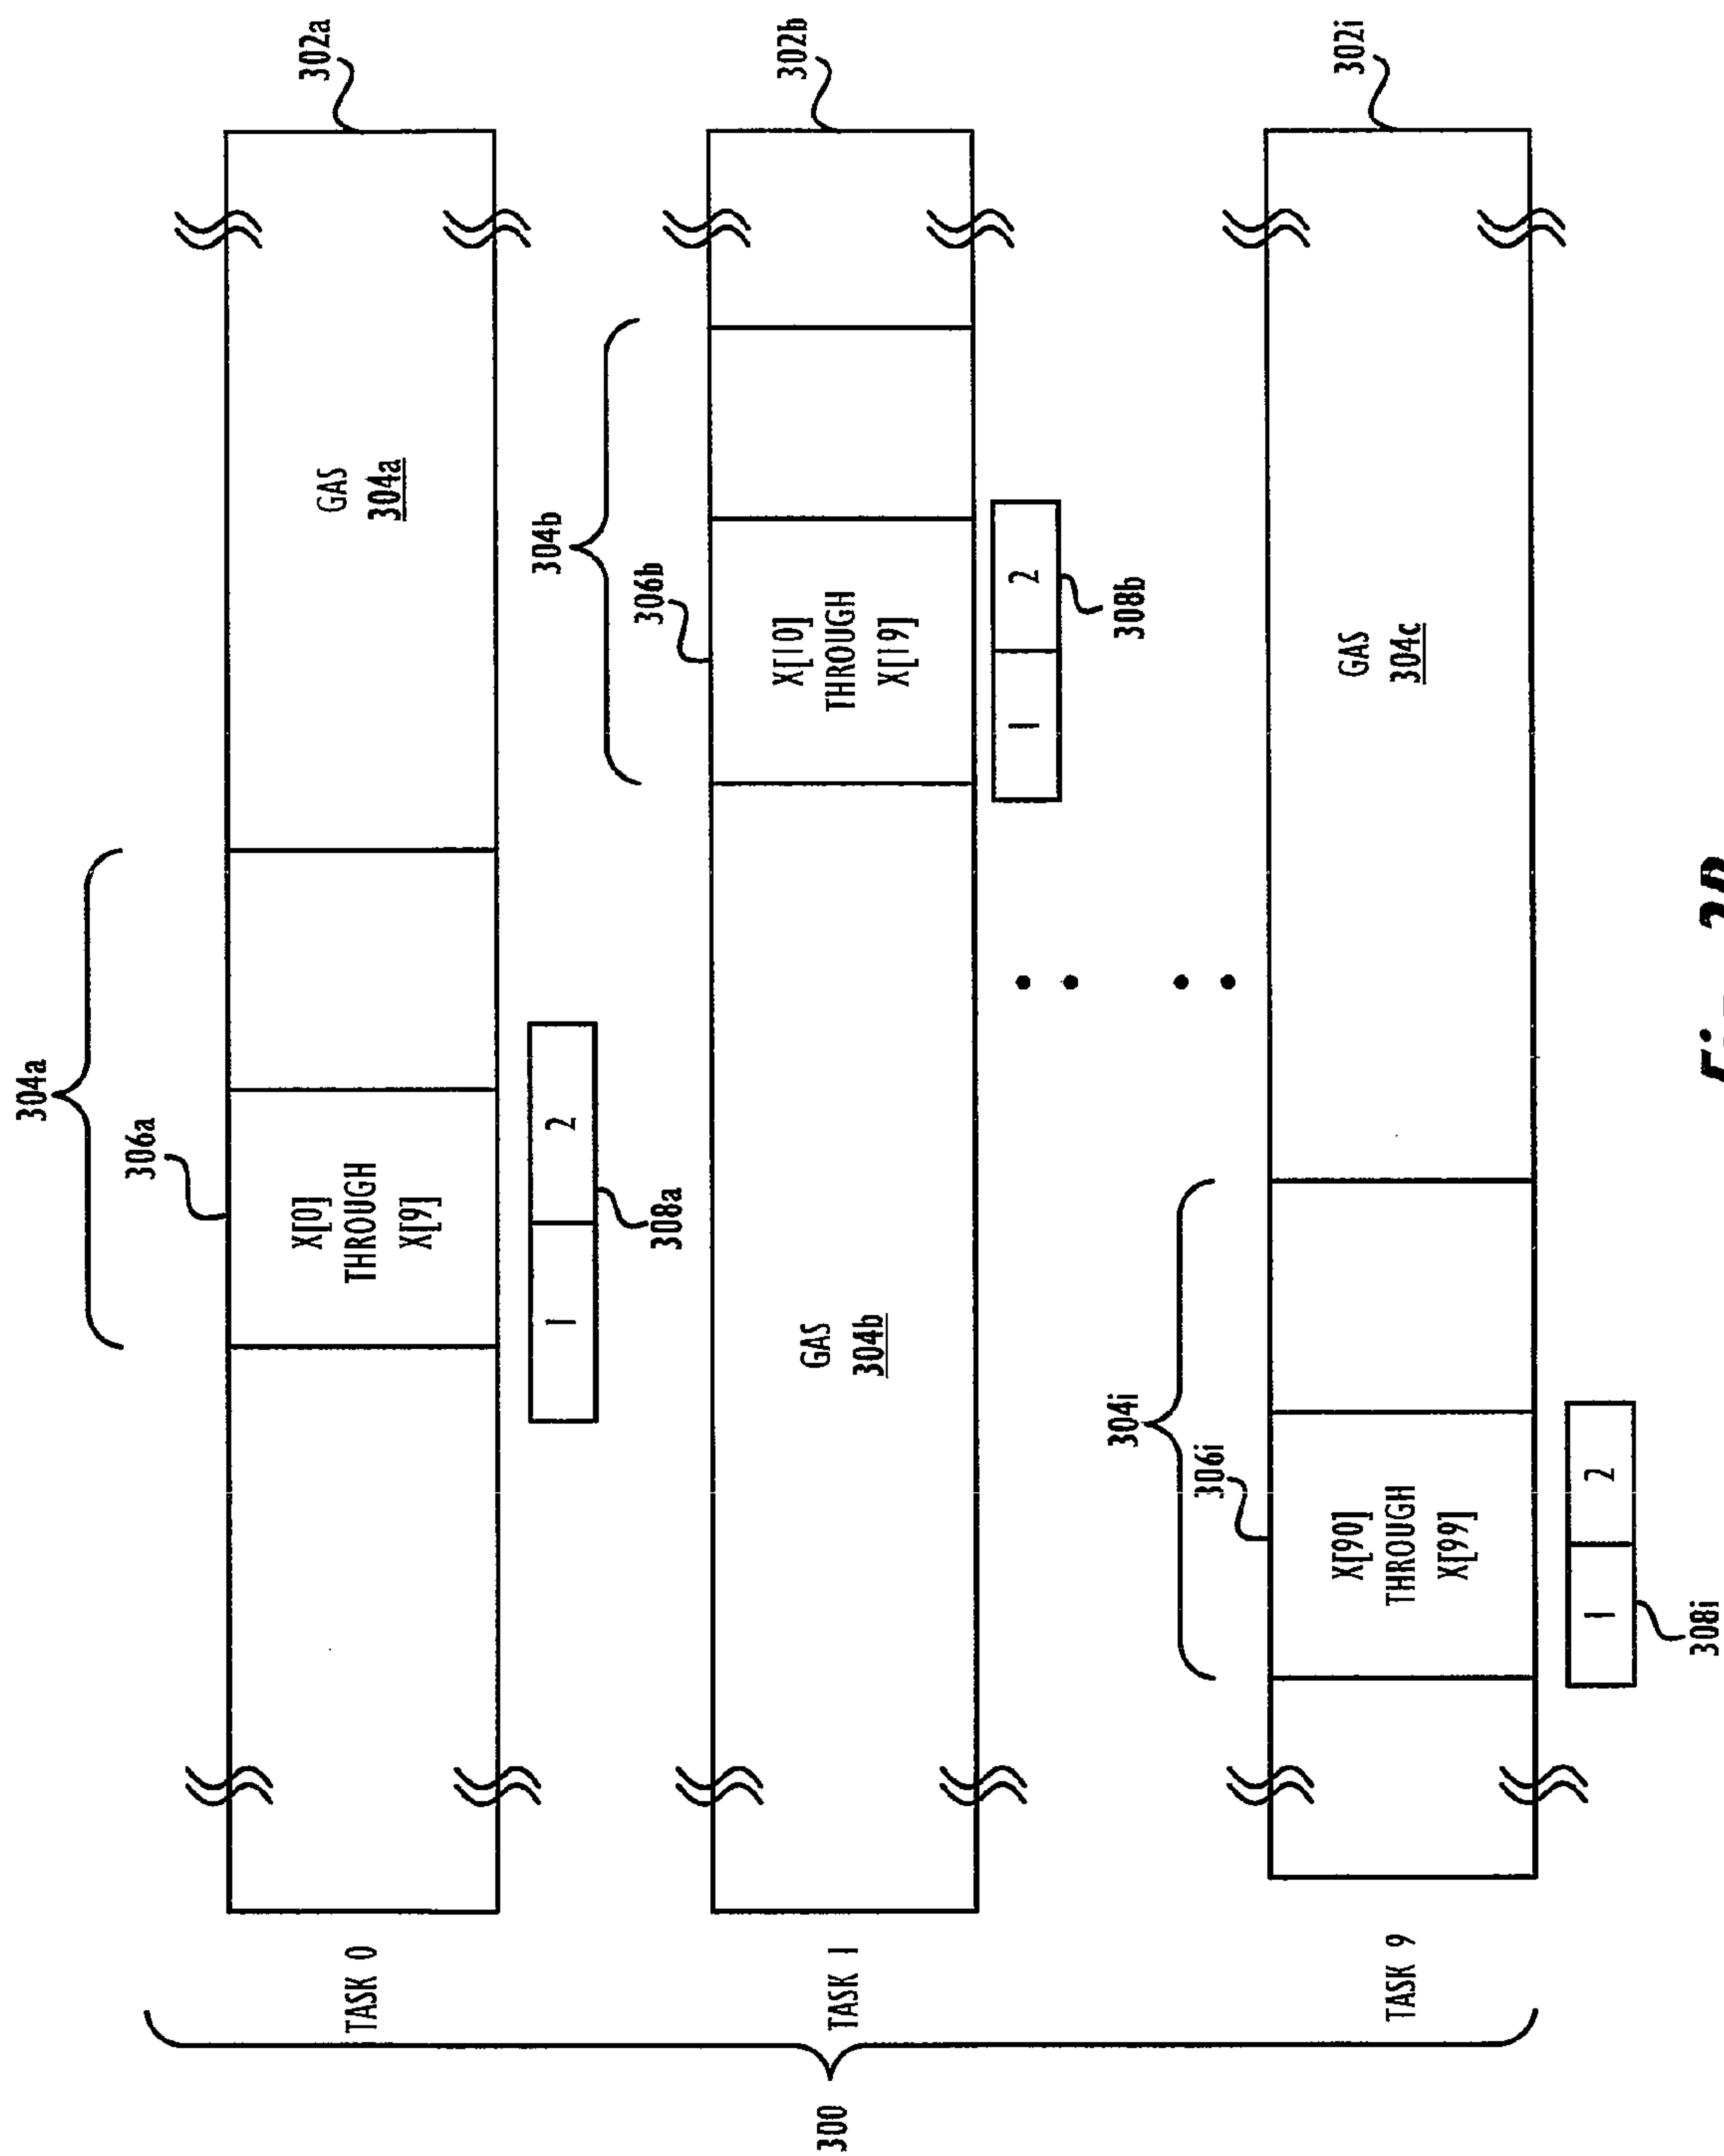 304a
306a
302a
TASK 0
X[0]
THROUGH
X[9]
GAS
304a
1
2
308a
304b
306b
302b
TASK 1
GAS
304b
X[10]
THROUGH
X[19]
1
2
308b
300
304i
306i
302i
TASK 9
X[90]
THROUGH
X[99]
GAS
304c
1
2
308i